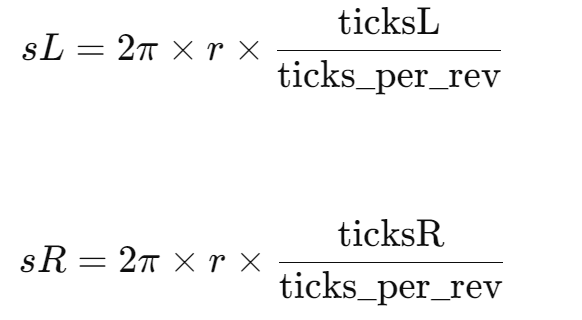 sL = 2π × r × ticksL / ticks_per_rev
sR = 2π × r × ticksR / ticks_per_rev